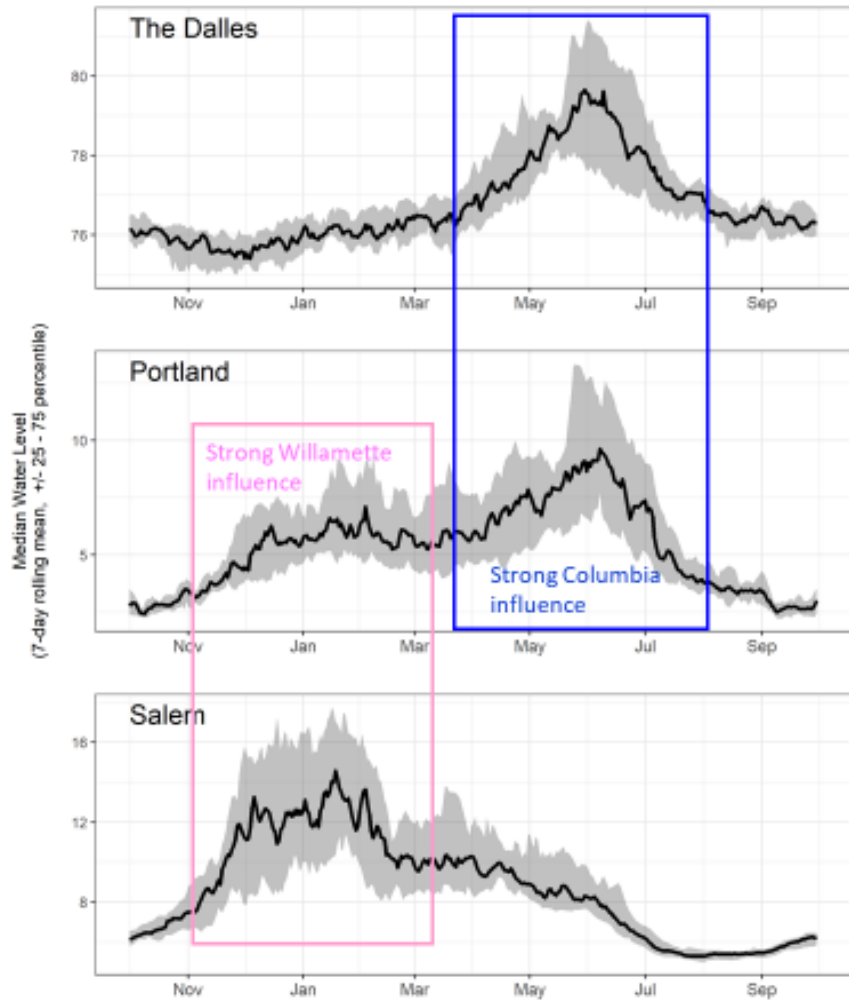 The Dalles
80
78
76
Nov Jan Mar May Jul Sep
Median Water Level
(7-day rolling mean, +/- 25 - 75 percentile)
Portland
10
5
Strong Willamette
influence
Strong Columbia
influence
Nov Jan Mar May Jul Sep
Salem
16
12
8
Nov Jan Mar May Jul Sep